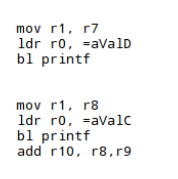 mov r1, r7
ldr r0, =aValD
bl printf
mov r1, r8
ldr r0, =aValC
bl printf
add r10, r8,r9